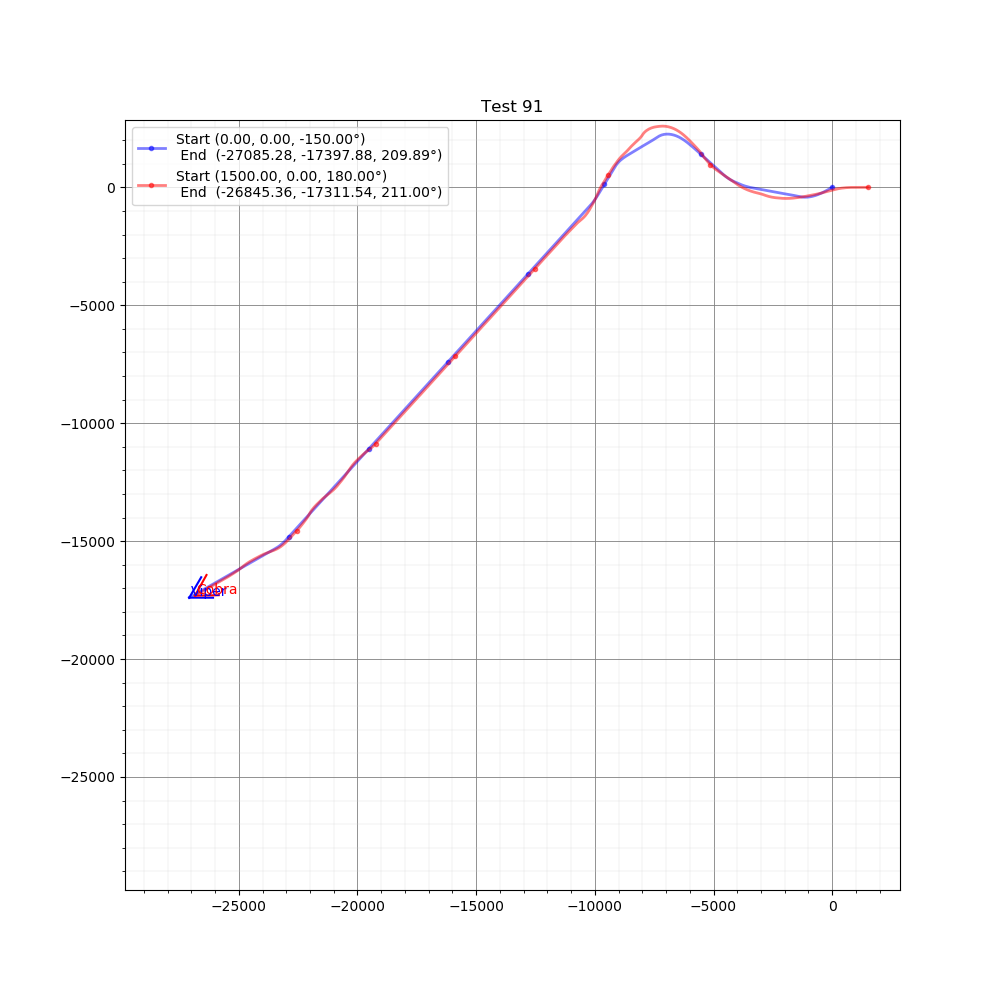 Test 91
Start (0.00, 0.00, -150.00°)
End  (-27085.28, -17397.88, 209.89°)
Start (1500.00, 0.00, 180.00°)
End  (-26845.36, -17311.54, 211.00°)
0
−5000
−10000
−15000
−20000
−25000
−25000 −20000 −15000 −10000 −5000 0